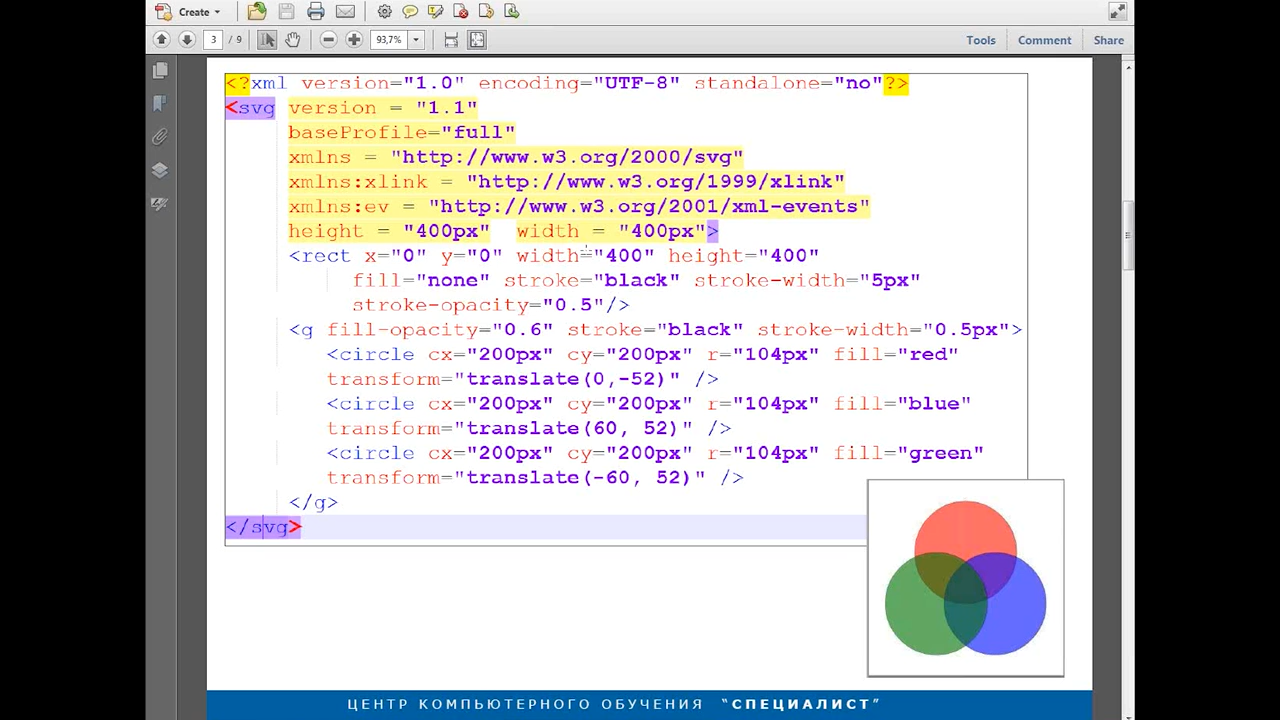 Create
3 / 9
93,7%
Tools
Comment
Share
<?xml version="1.0" encoding="UTF-8" standalone="no"?>
<svg version = "1.1"
baseProfile="full"
xmlns = "http://www.w3.org/2000/svg"
xmlns:xlink = "http://www.w3.org/1999/xlink"
xmlns:ev = "http://www.w3.org/2001/xml-events"
height = "400px" width = "400px">
<rect x="0" y="0" width="400" height="400"
fill="none" stroke="black" stroke-width="5px"
stroke-opacity="0.5"/>
<g fill-opacity="0.6" stroke="black" stroke-width="0.5px">
<circle cx="200px" cy="200px" r="104px" fill="red"
transform="translate(0,-52)" />
<circle cx="200px" cy="200px" r="104px" fill="blue"
transform="translate(60, 52)" />
<circle cx="200px" cy="200px" r="104px" fill="green"
transform="translate(-60, 52)" />
</g>
</svg>
ЦЕНТР КОМПЬЮТЕРНОГО ОБУЧЕНИЯ "СПЕЦИАЛИСТ"